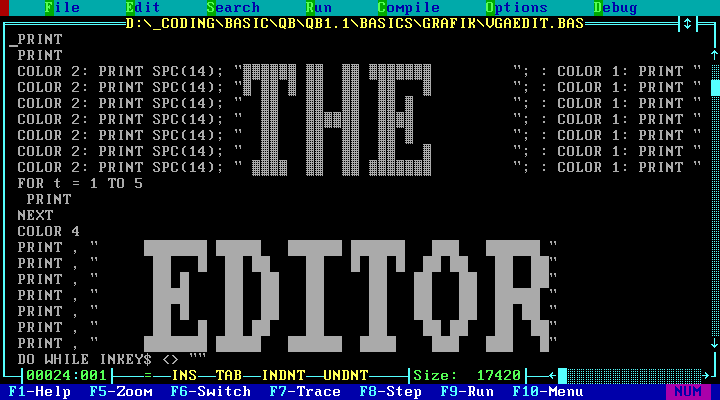 File Edit Search Run Compile Options Debug
D:\_CODING\BASIC\QB\QB1.1\BASICS\GRAFIK\VGAEDIT.BAS
_PRINT
PRINT
COLOR 2: PRINT SPC(14); " "; : COLOR 1: PRINT "
COLOR 2: PRINT SPC(14); " "; : COLOR 1: PRINT "
COLOR 2: PRINT SPC(14); " "; : COLOR 1: PRINT "
COLOR 2: PRINT SPC(14); " "; : COLOR 1: PRINT "
COLOR 2: PRINT SPC(14); " "; : COLOR 1: PRINT "
COLOR 2: PRINT SPC(14); " "; : COLOR 1: PRINT "
COLOR 2: PRINT SPC(14); " "; : COLOR 1: PRINT "
THE
FOR t = 1 TO 5
PRINT
NEXT
COLOR 4
PRINT , " "
PRINT , " "
PRINT , " "
PRINT , " "
PRINT , " "
PRINT , " "
PRINT , " "
EDITOR
DO WHILE INKEY$ <> ""
00024:001 = INS TAB INDNT UNDNT Size: 17420
F1-Help F5-Zoom F6-Switch F7-Trace F8-Step F9-Run F10-Menu NUM